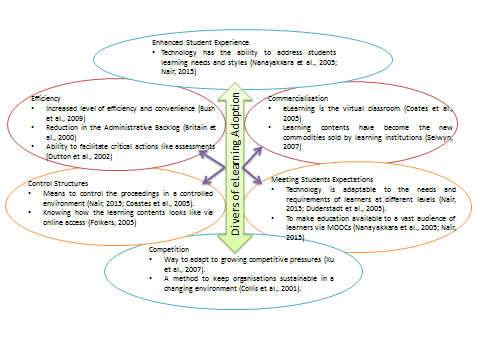 Enhanced Student Experience
• Technology has the ability to address students
learning needs and styles (Nanayakkara et al., 2005;
Nair, 2015)
Efficiency
• Increased level of efficiency and convenience (Bush
et al., 2009)
• Reduction in the Administrative Backlog (Britain et
al., 2000)
• Ability to facilitate critical actions like assessments
(Dutton et al., 2002)
Commercialisation
• eLearning is the virtual classroom (Coates et al.,
2005)
• Learning contents have become the new
commodities sold by learning institutions (Selwyn,
2007)
Divers of eLearning Adoption
Control Structures
• Means to control the proceedings in a controlled
environment (Nair, 2015; Coastes et al., 2005).
• Knowing how the learning contents looks like via
online access (Folkers, 2005)
Meeting Students Expectations
• Technology is adaptable to the needs and
requirements of learners at different levels (Nair,
2015; Duderstadt et al., 2005).
• To make education available to a vast audience of
learners via MOOCs (Nanayakkara et al., 2005; Nair,
2015).
Competition
• Way to adapt to growing competitive pressures (Xu
et al., 2007).
• A method to keep organisations sustainable in a
changing environment (Collis et al., 2001).